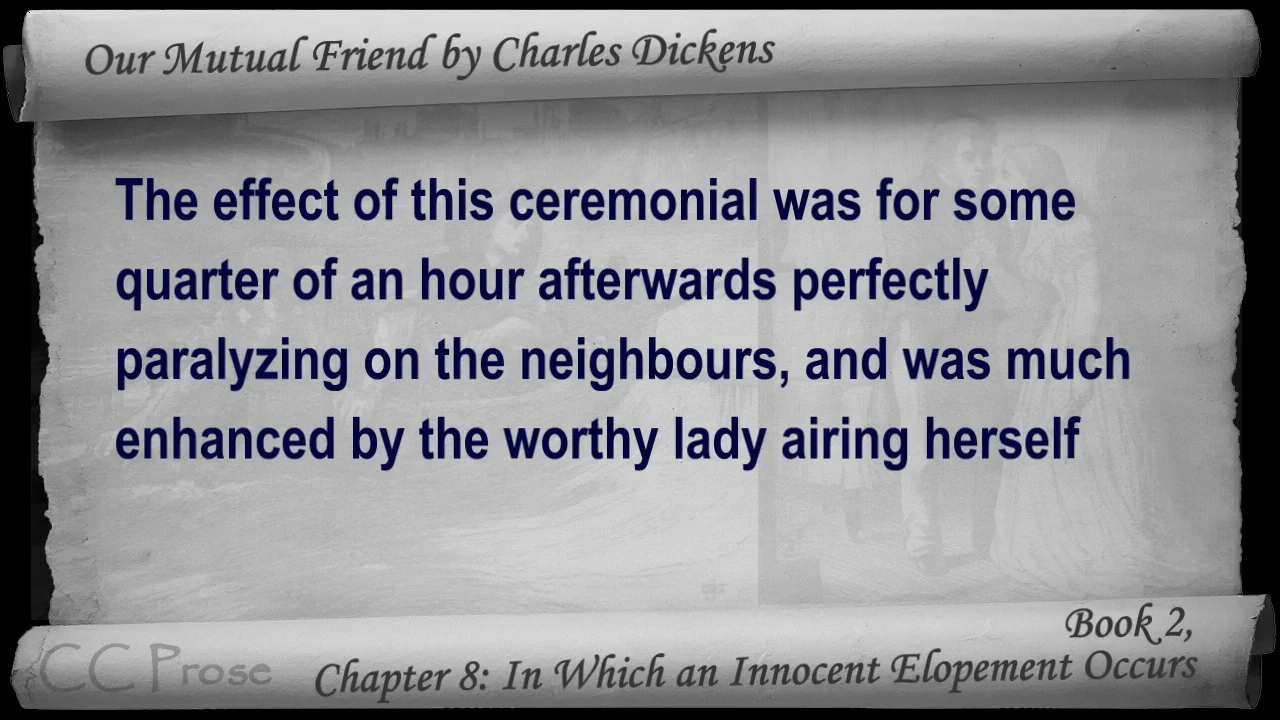 Our Mutual Friend by Charles Dickens
The effect of this ceremonial was for some
quarter of an hour afterwards perfectly
paralyzing on the neighbours, and was much
enhanced by the worthy lady airing herself
Book 2,
Chapter 8: In Which an Innocent Elopement Occurs
CC Prose